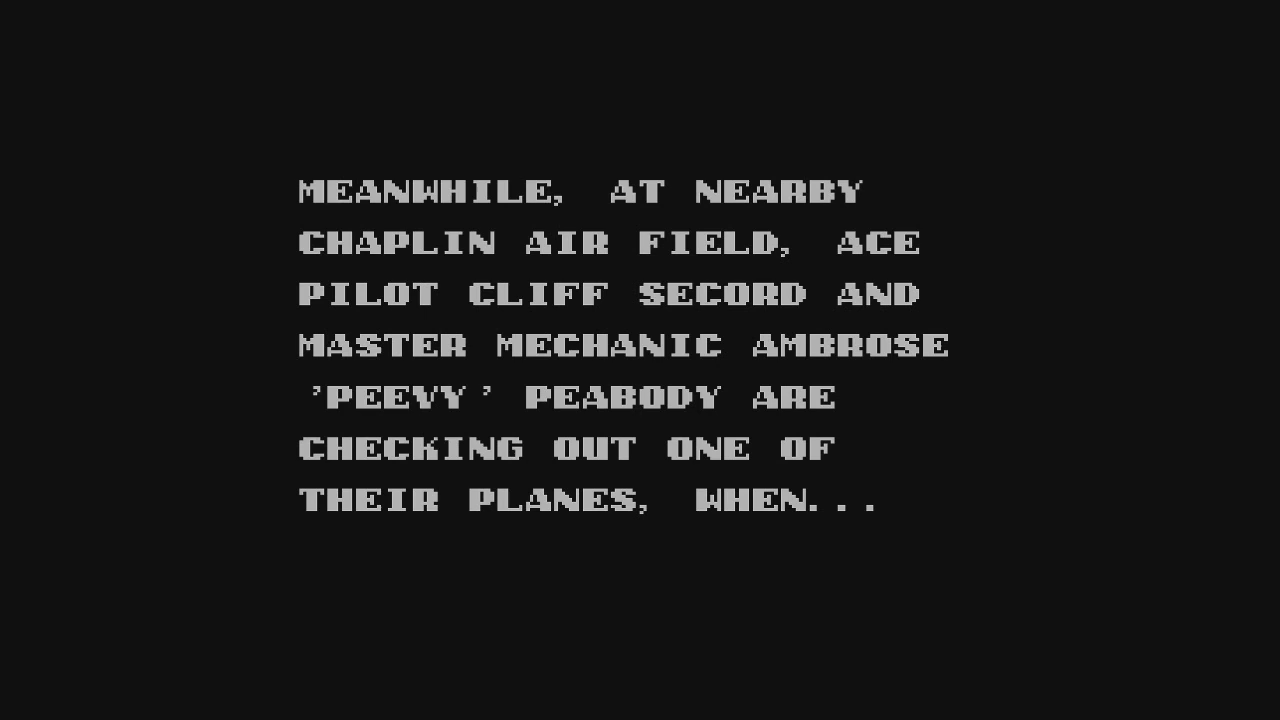 MEANWHILE, AT NEARBY
CHAPLIN AIR FIELD, ACE
PILOT CLIFF SECORD AND
MASTER MECHANIC AMBROSE
'PEEVY' PEABODY ARE
CHECKING OUT ONE OF
THEIR PLANES, WHEN...